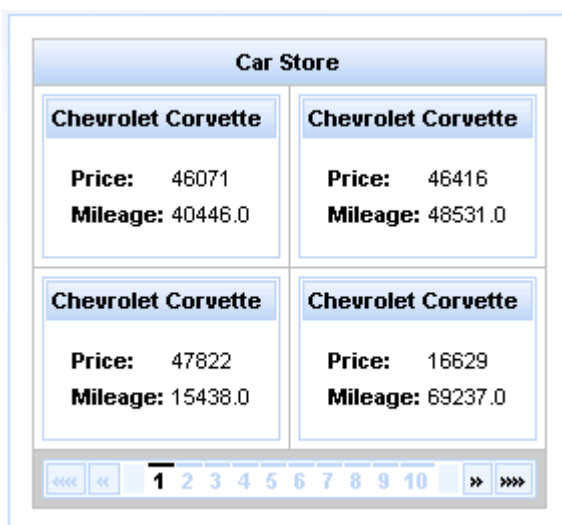 Car Store
Chevrolet Corvette
Price: 46071
Mileage: 40446.0
Chevrolet Corvette
Price: 46416
Mileage: 48531.0
Chevrolet Corvette
Price: 47822
Mileage: 15438.0
Chevrolet Corvette
Price: 16629
Mileage: 69237.0
«« « 1 2 3 4 5 6 7 8 9 10 » »»